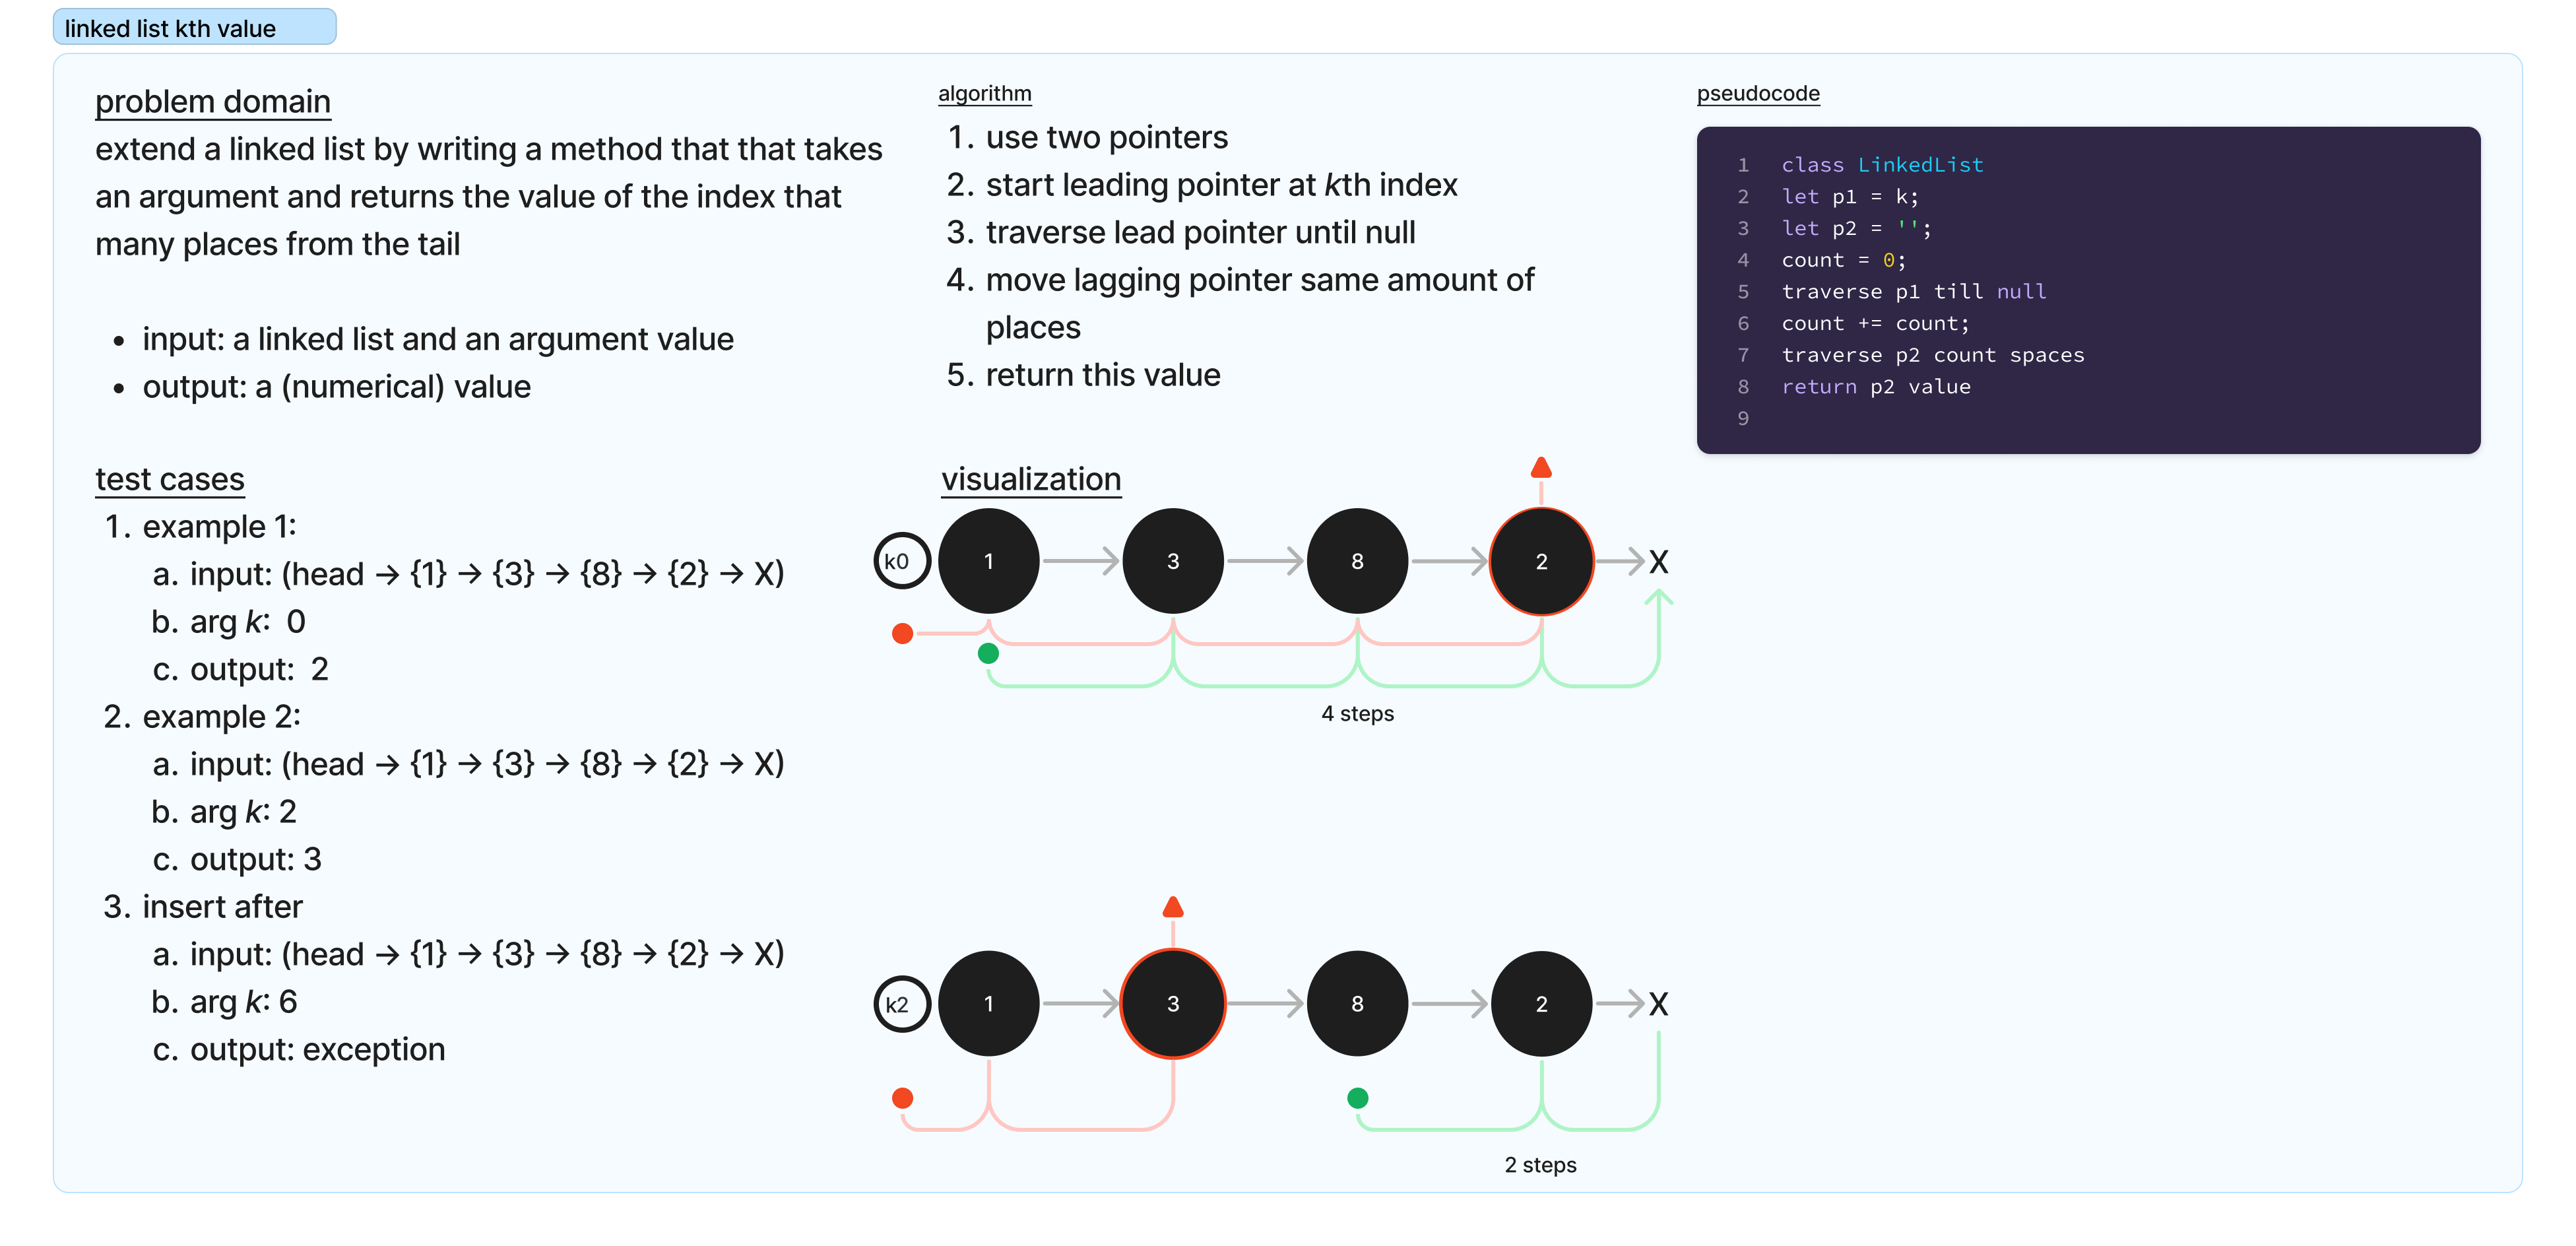 linked list kth value
problem domain
extend a linked list by writing a method that that takes
an argument and returns the value of the index that
many places from the tail
• input: a linked list and an argument value
• output: a (numerical) value
test cases
1. example 1:
a. input: (head → {1} → {3} → {8} → {2} → X)
b. arg k: 0
c. output: 2
2. example 2:
a. input: (head → {1} → {3} → {8} → {2} → X)
b. arg k: 2
c. output: 3
3. insert after
a. input: (head → {1} → {3} → {8} → {2} → X)
b. arg k: 6
c. output: exception
algorithm
1. use two pointers
2. start leading pointer at kth index
3. traverse lead pointer until null
4. move lagging pointer same amount of
places
5. return this value
visualization
k0 1 3 8 2 X
4 steps
k2 1 3 8 2 X
2 steps
pseudocode
1 class LinkedList
2 let p1 = k;
3 let p2 = '';
4 count = 0;
5 traverse p1 till null
6 count += count;
7 traverse p2 count spaces
8 return p2 value
9